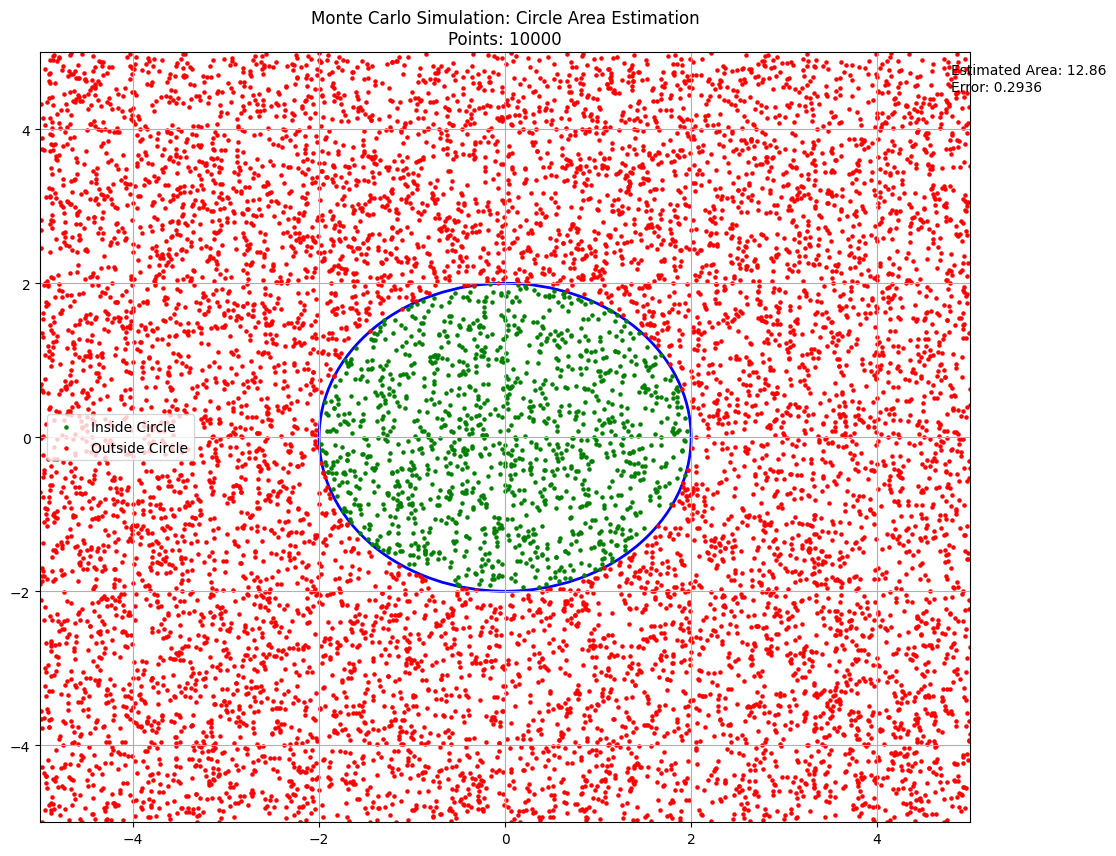 Monte Carlo Simulation: Circle Area Estimation
Points: 10000
Estimated Area: 12.86
Error: 0.2936
4
2
0
−2
−4
Inside Circle
Outside Circle
−4
−2
0
2
4